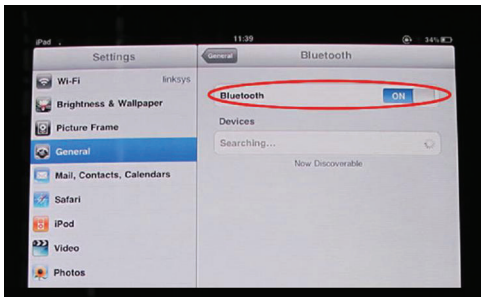 iPad
11:39
34%
Settings
General
Bluetooth
Wi-Fi
linksys
Brightness & Wallpaper
Picture Frame
General
Mail, Contacts, Calendars
Safari
iPod
Video
Photos
Bluetooth
ON
Devices
Searching...
Now Discoverable